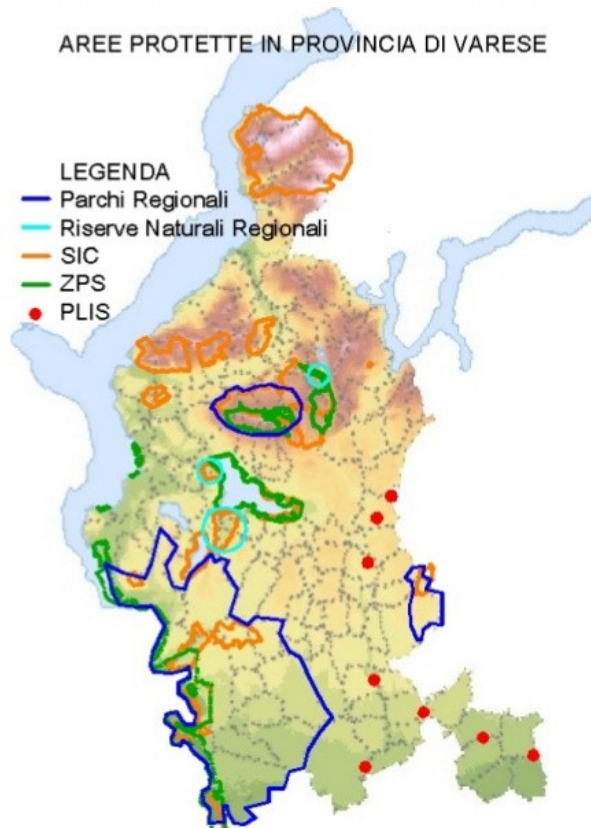 AREE PROTETTE IN PROVINCIA DI VARESE
LEGENDA
Parchi Regionali
Riserve Naturali Regionali
SIC
ZPS
PLIS